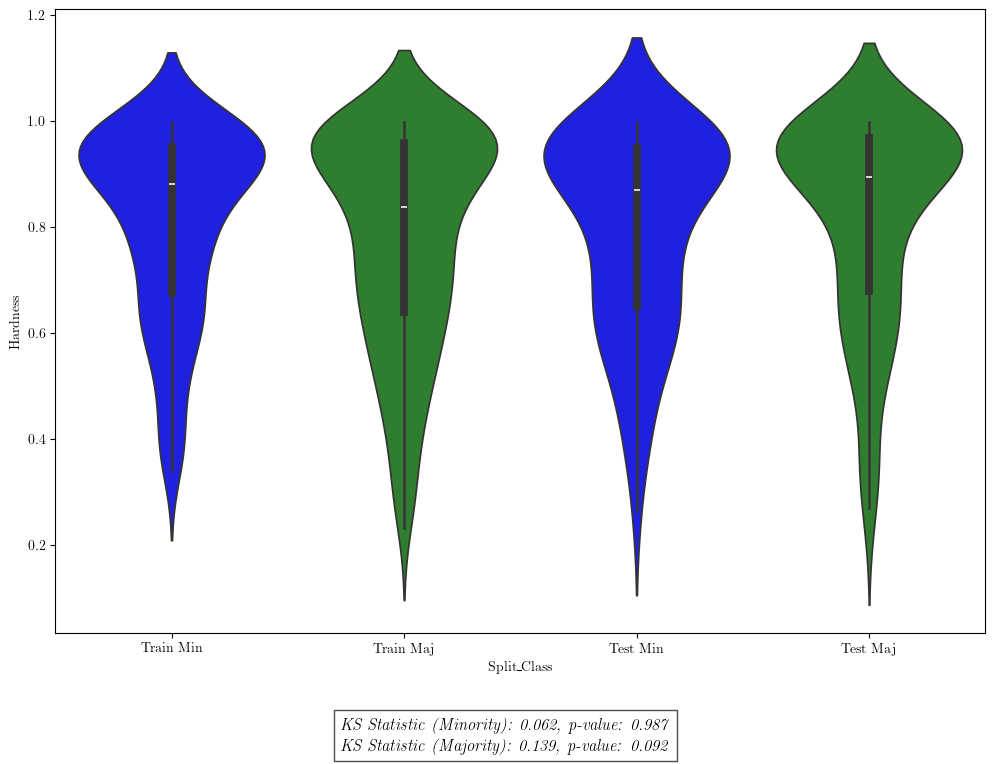 1.2
1.0
0.8
0.6
0.4
0.2
Hardness
Train Min
Train Maj
Test Min
Test Maj
Split_Class
KS Statistic (Minority): 0.062, p-value: 0.987
KS Statistic (Majority): 0.139, p-value: 0.092